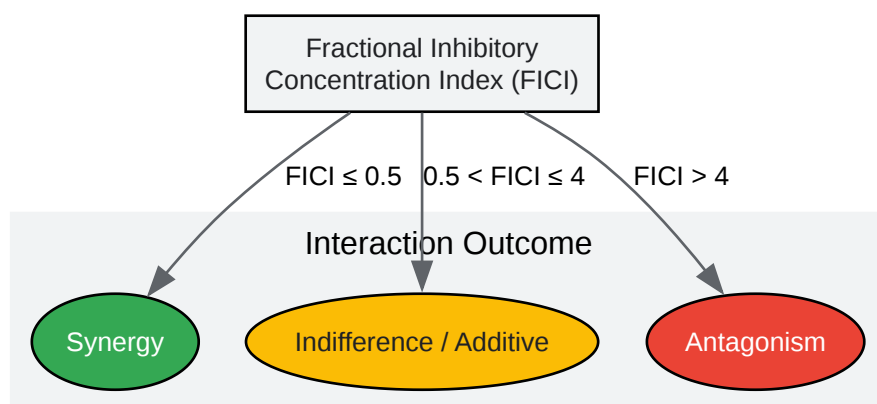 Fractional Inhibitory
Concentration Index (FICI)
FICI ≤ 0.5
0.5 < FICI ≤ 4
FICI > 4
Interaction Outcome
Synergy
Indifference / Additive
Antagonism